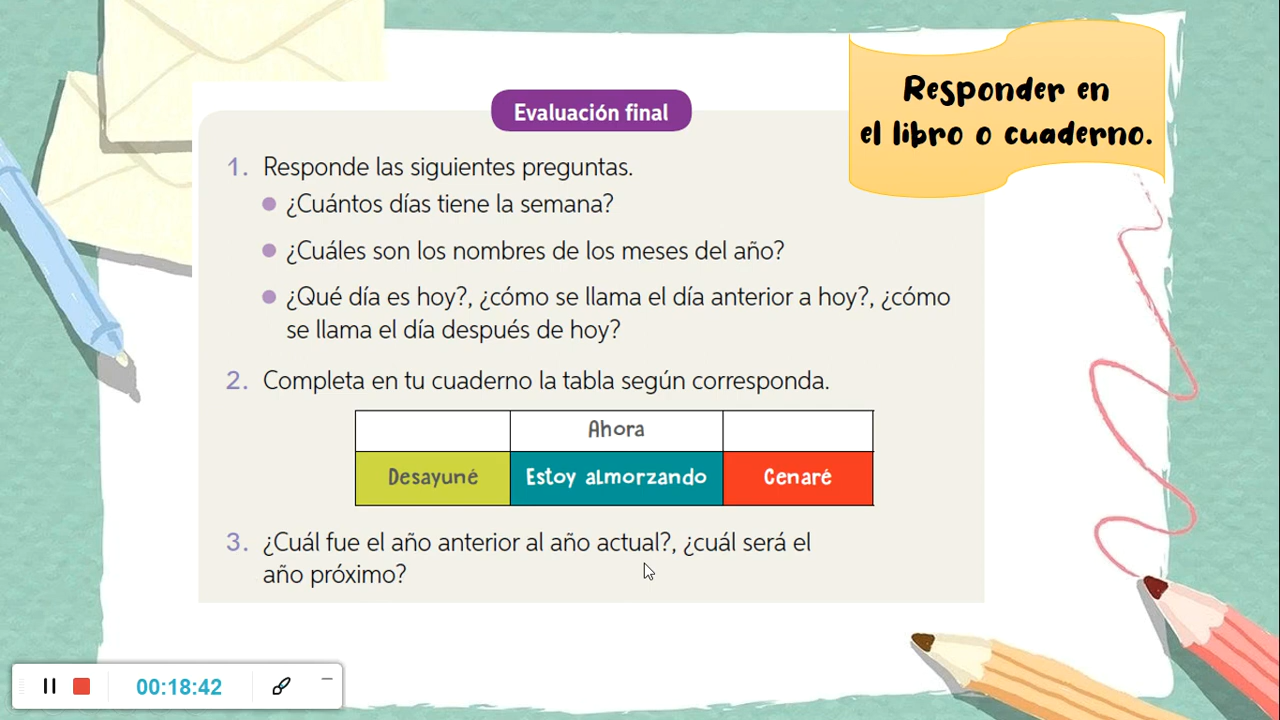 Responder en
el libro o cuaderno.
Evaluación final
1. Responde las siguientes preguntas.
● ¿Cuántos días tiene la semana?
● ¿Cuáles son los nombres de los meses del año?
● ¿Qué día es hoy?, ¿cómo se llama el día anterior a hoy?, ¿cómo
se llama el día después de hoy?
2. Completa en tu cuaderno la tabla según corresponda.
Ahora
Desayuné Estoy almorzando Cenaré
3. ¿Cuál fue el año anterior al año actual?, ¿cuál será el
año próximo?
00:18:42